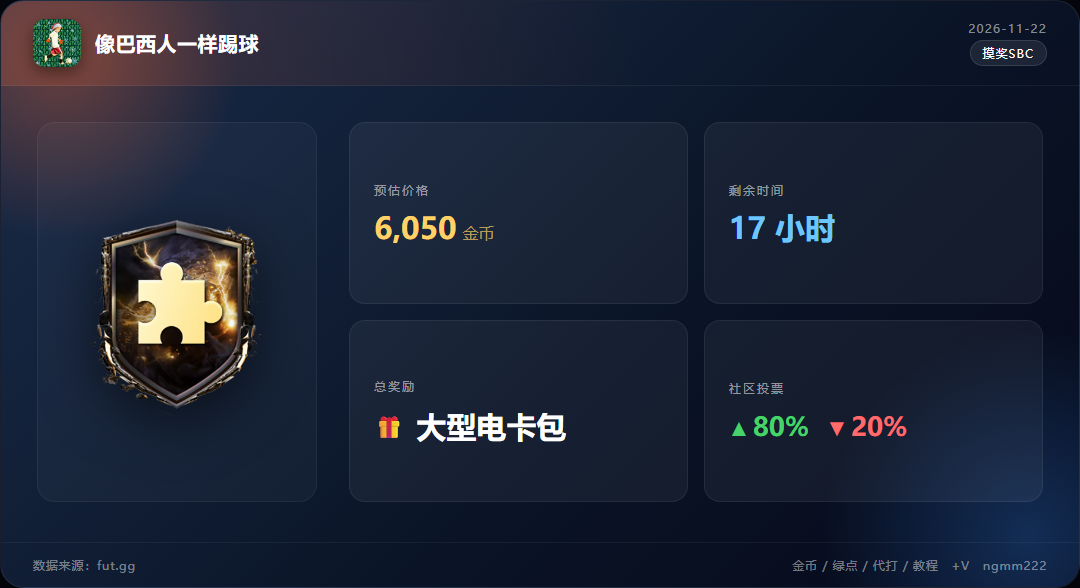 像巴西人一样踢球
2026-11-22
摸奖SBC
预估价格
6,050 金币
剩余时间
17 小时
总奖励
大型电卡包
社区投票
▲80% ▼20%
数据来源：fut.gg
金币 / 绿点 / 代打 / 教程 +V ngmm222